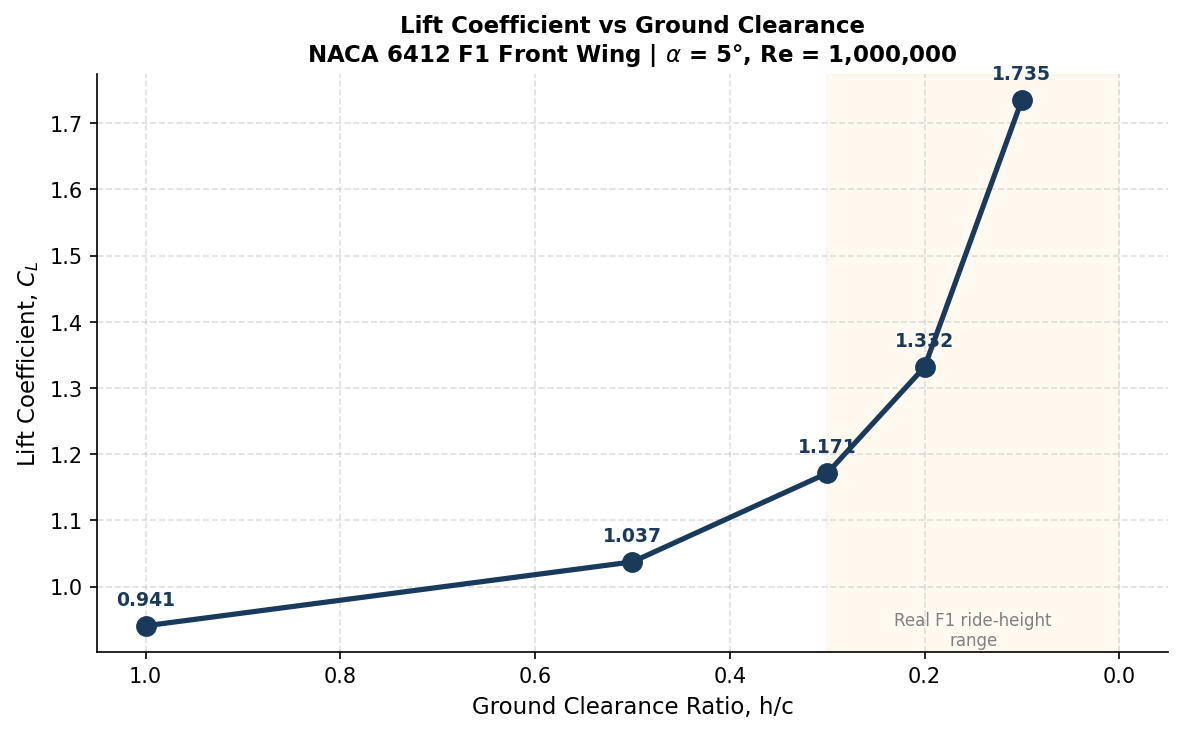 Lift Coefficient vs Ground Clearance
NACA 6412 F1 Front Wing | α = 5°, Re = 1,000,000
Lift Coefficient, C_L
1.7
1.6
1.5
1.4
1.3
1.2
1.1
1.0
0.941
1.037
1.171
1.332
1.735
Real F1 ride-height
range
1.0 0.8 0.6 0.4 0.2 0.0
Ground Clearance Ratio, h/c